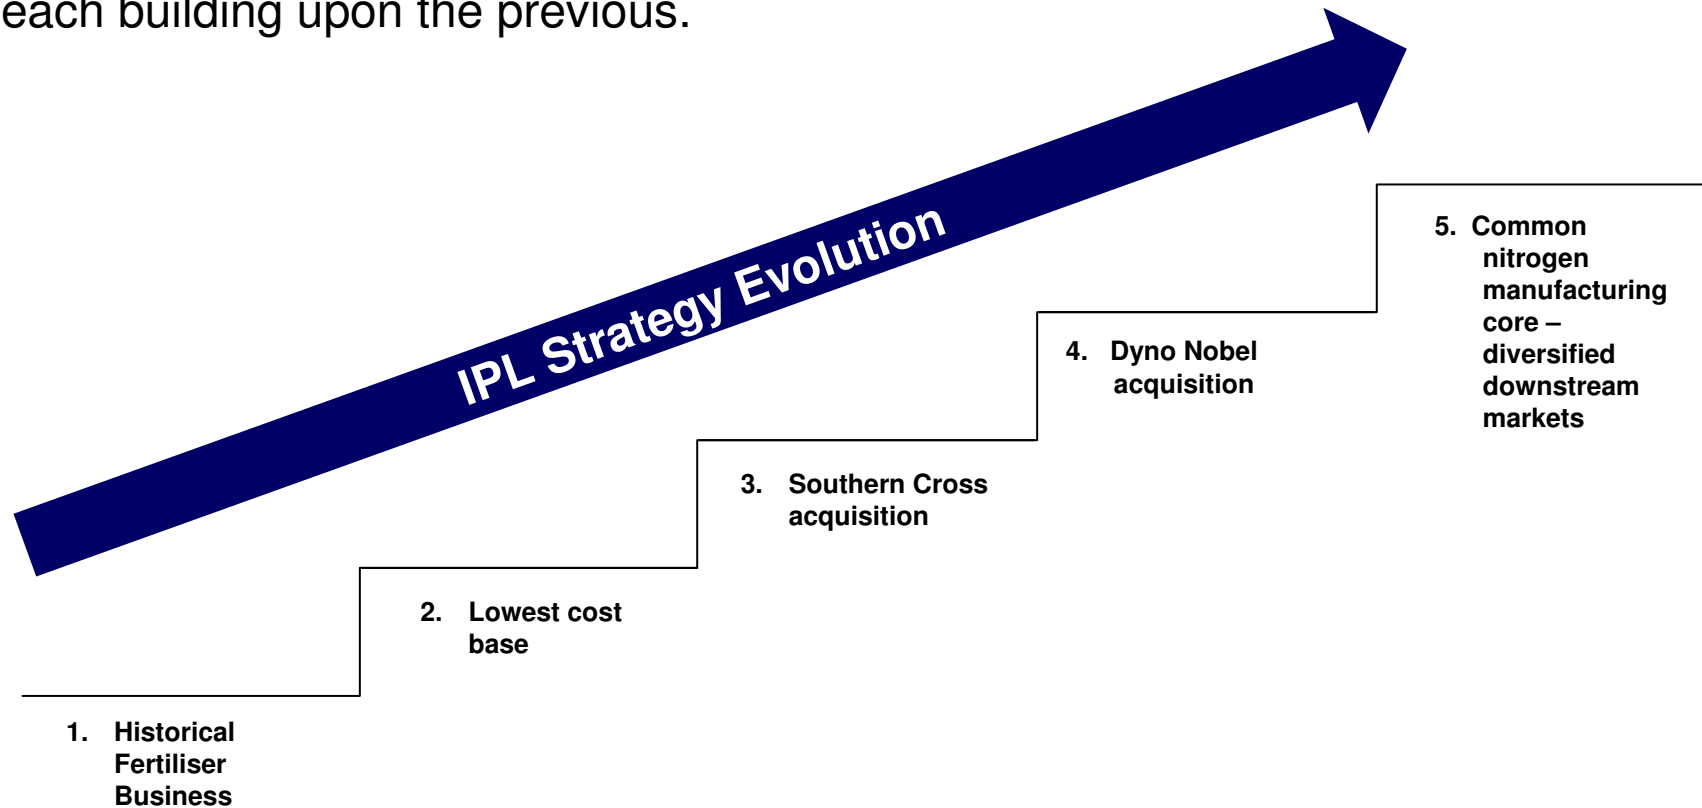 each building upon the previous.
IPL Strategy Evolution
5. Common
nitrogen
manufacturing
core –
diversified
downstream
markets
4. Dyno Nobel
acquisition
3. Southern Cross
acquisition
2. Lowest cost
base
1. Historical
Fertiliser
Business